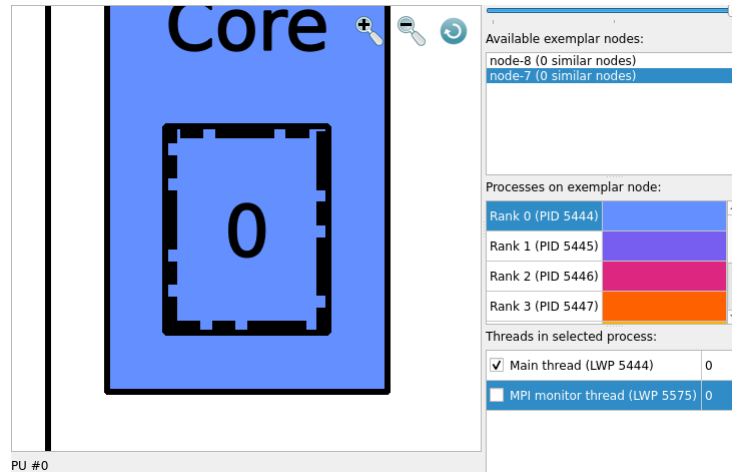 Core
0
PU #0
Available exemplar nodes:
node-8 (0 similar nodes)
node-7 (0 similar nodes)
Processes on exemplar node:
Rank 0 (PID 5444)
Rank 1 (PID 5445)
Rank 2 (PID 5446)
Rank 3 (PID 5447)
Threads in selected process:
Main thread (LWP 5444) 0
MPI monitor thread (LWP 5575) 0